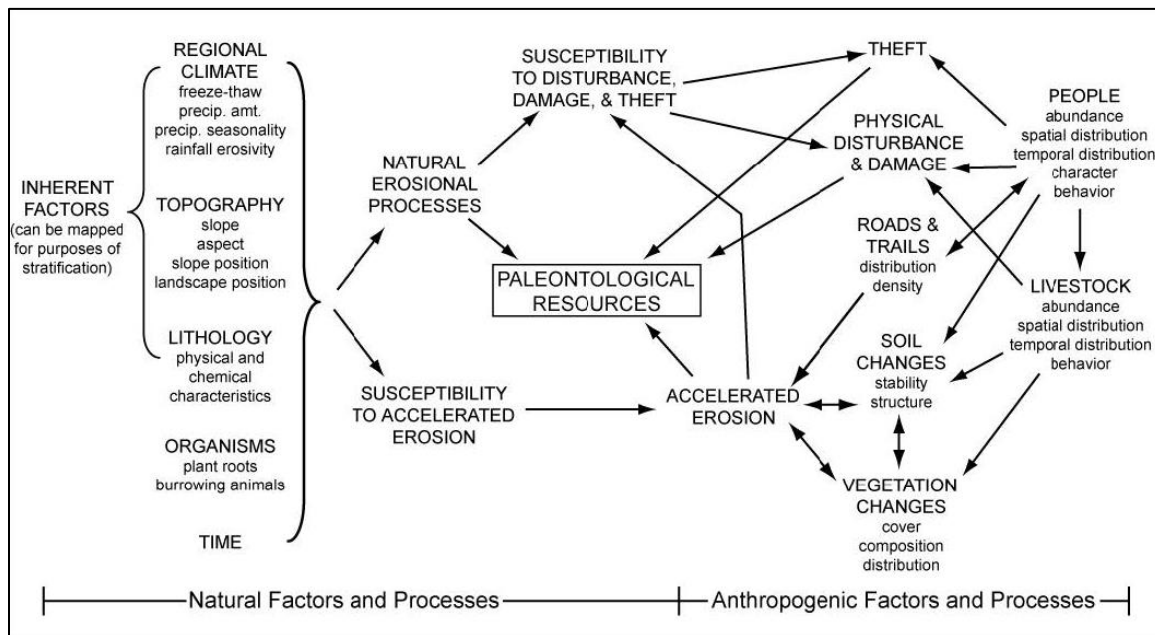 REGIONAL
CLIMATE
freeze-thaw
precip. amt.
precip. seasonality
rainfall erosivity
INHERENT
FACTORS
(can be mapped
for purposes of
stratification)
TOPOGRAPHY
slope
aspect
slope position
landscape position
LITHOLOGY
physical and
chemical
characteristics
ORGANISMS
plant roots
burrowing animals
TIME
NATURAL
EROSIONAL
PROCESSES
SUSCEPTIBILITY
TO ACCELERATED
EROSION
SUSCEPTIBILITY
TO DISTURBANCE,
DAMAGE, & THEFT
PALEONTOLOGICAL
RESOURCES
ACCELERATED
EROSION
THEFT
PHYSICAL
DISTURBANCE
& DAMAGE
ROADS &
TRAILS
distribution
density
SOIL
CHANGES
stability
structure
VEGETATION
CHANGES
cover
composition
distribution
PEOPLE
abundance
spatial distribution
temporal distribution
character
behavior
LIVESTOCK
abundance
spatial distribution
temporal distribution
behavior
Natural Factors and Processes
Anthropogenic Factors and Processes